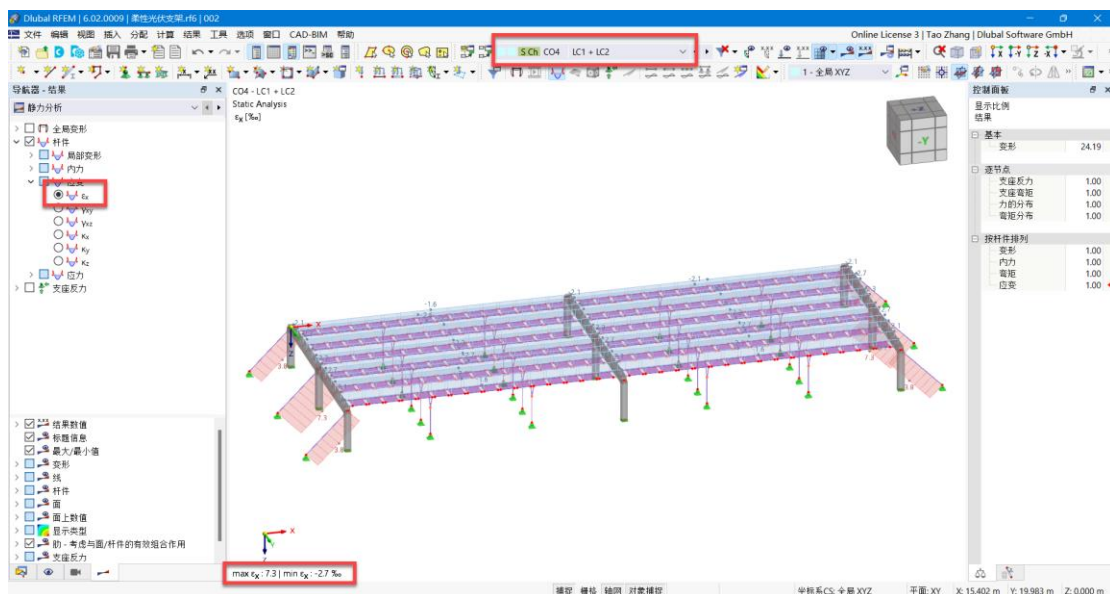 Dlubal RFEM | 6.02.0009 | 柔性光伏支架.rf6 | 002
文件 编辑 视图 插入 分配 计算 结果 工具 选项 窗口 CAD-BIM 帮助
Online License 3 | Tao Zhang | Dlubal Software GmbH
S Ch CO4 LC1 + LC2
1 - 全局 XYZ
导航器 - 结果
静力分析
全局变形
杆件
局部变形
内力
应变
εx
γxy
γxz
κx
κy
κz
应力
支座反力
结果数值
标题信息
最大/最小值
变形
线
杆件
面
面上数值
显示类型
肋 - 考虑与面/杆件的有效组合作用
支座反力
CO4 - LC1 + LC2
Static Analysis
εx [‰]
-Y
-2.1
-2.1
-2.1
-1.6
7.3
7.3
X
Z
X
Y
Z
max εx : 7.3 | min εx : -2.7 ‰
控制面板
显示比例
结果
基本
变形 24.19
逐节点
支座反力 1.00
支座弯矩 1.00
力的分布 1.00
弯矩分布 1.00
按杆件排列
变形 1.00
内力 1.00
弯矩 1.00
应变 1.00
捕捉 栅格 轴网 对象捕捉 坐标系CS: 全局 XYZ 平面: XY X: 15.402 m Y: 19.983 m Z: 0.000 m